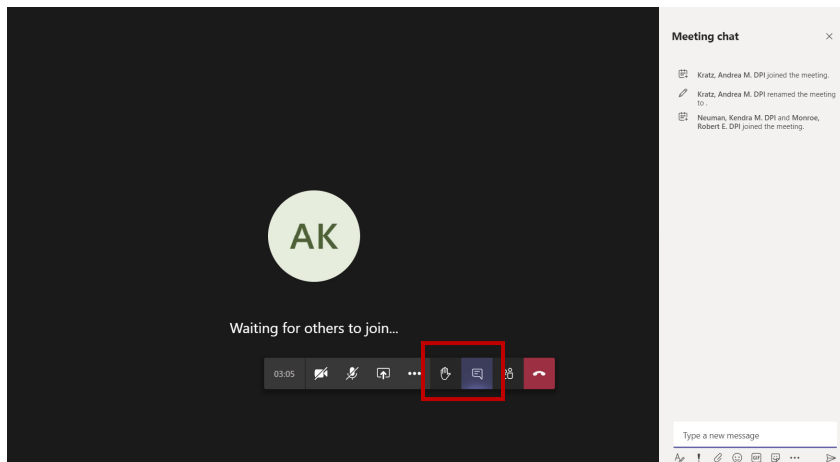 Meeting chat
Kratz, Andrea M. DPI joined the meeting.
Kratz, Andrea M. DPI renamed the meeting
to .
Neuman, Kendra M. DPI and Monroe,
Robert E. DPI joined the meeting.
AK
Waiting for others to join...
03:05
Type a new message
GIF